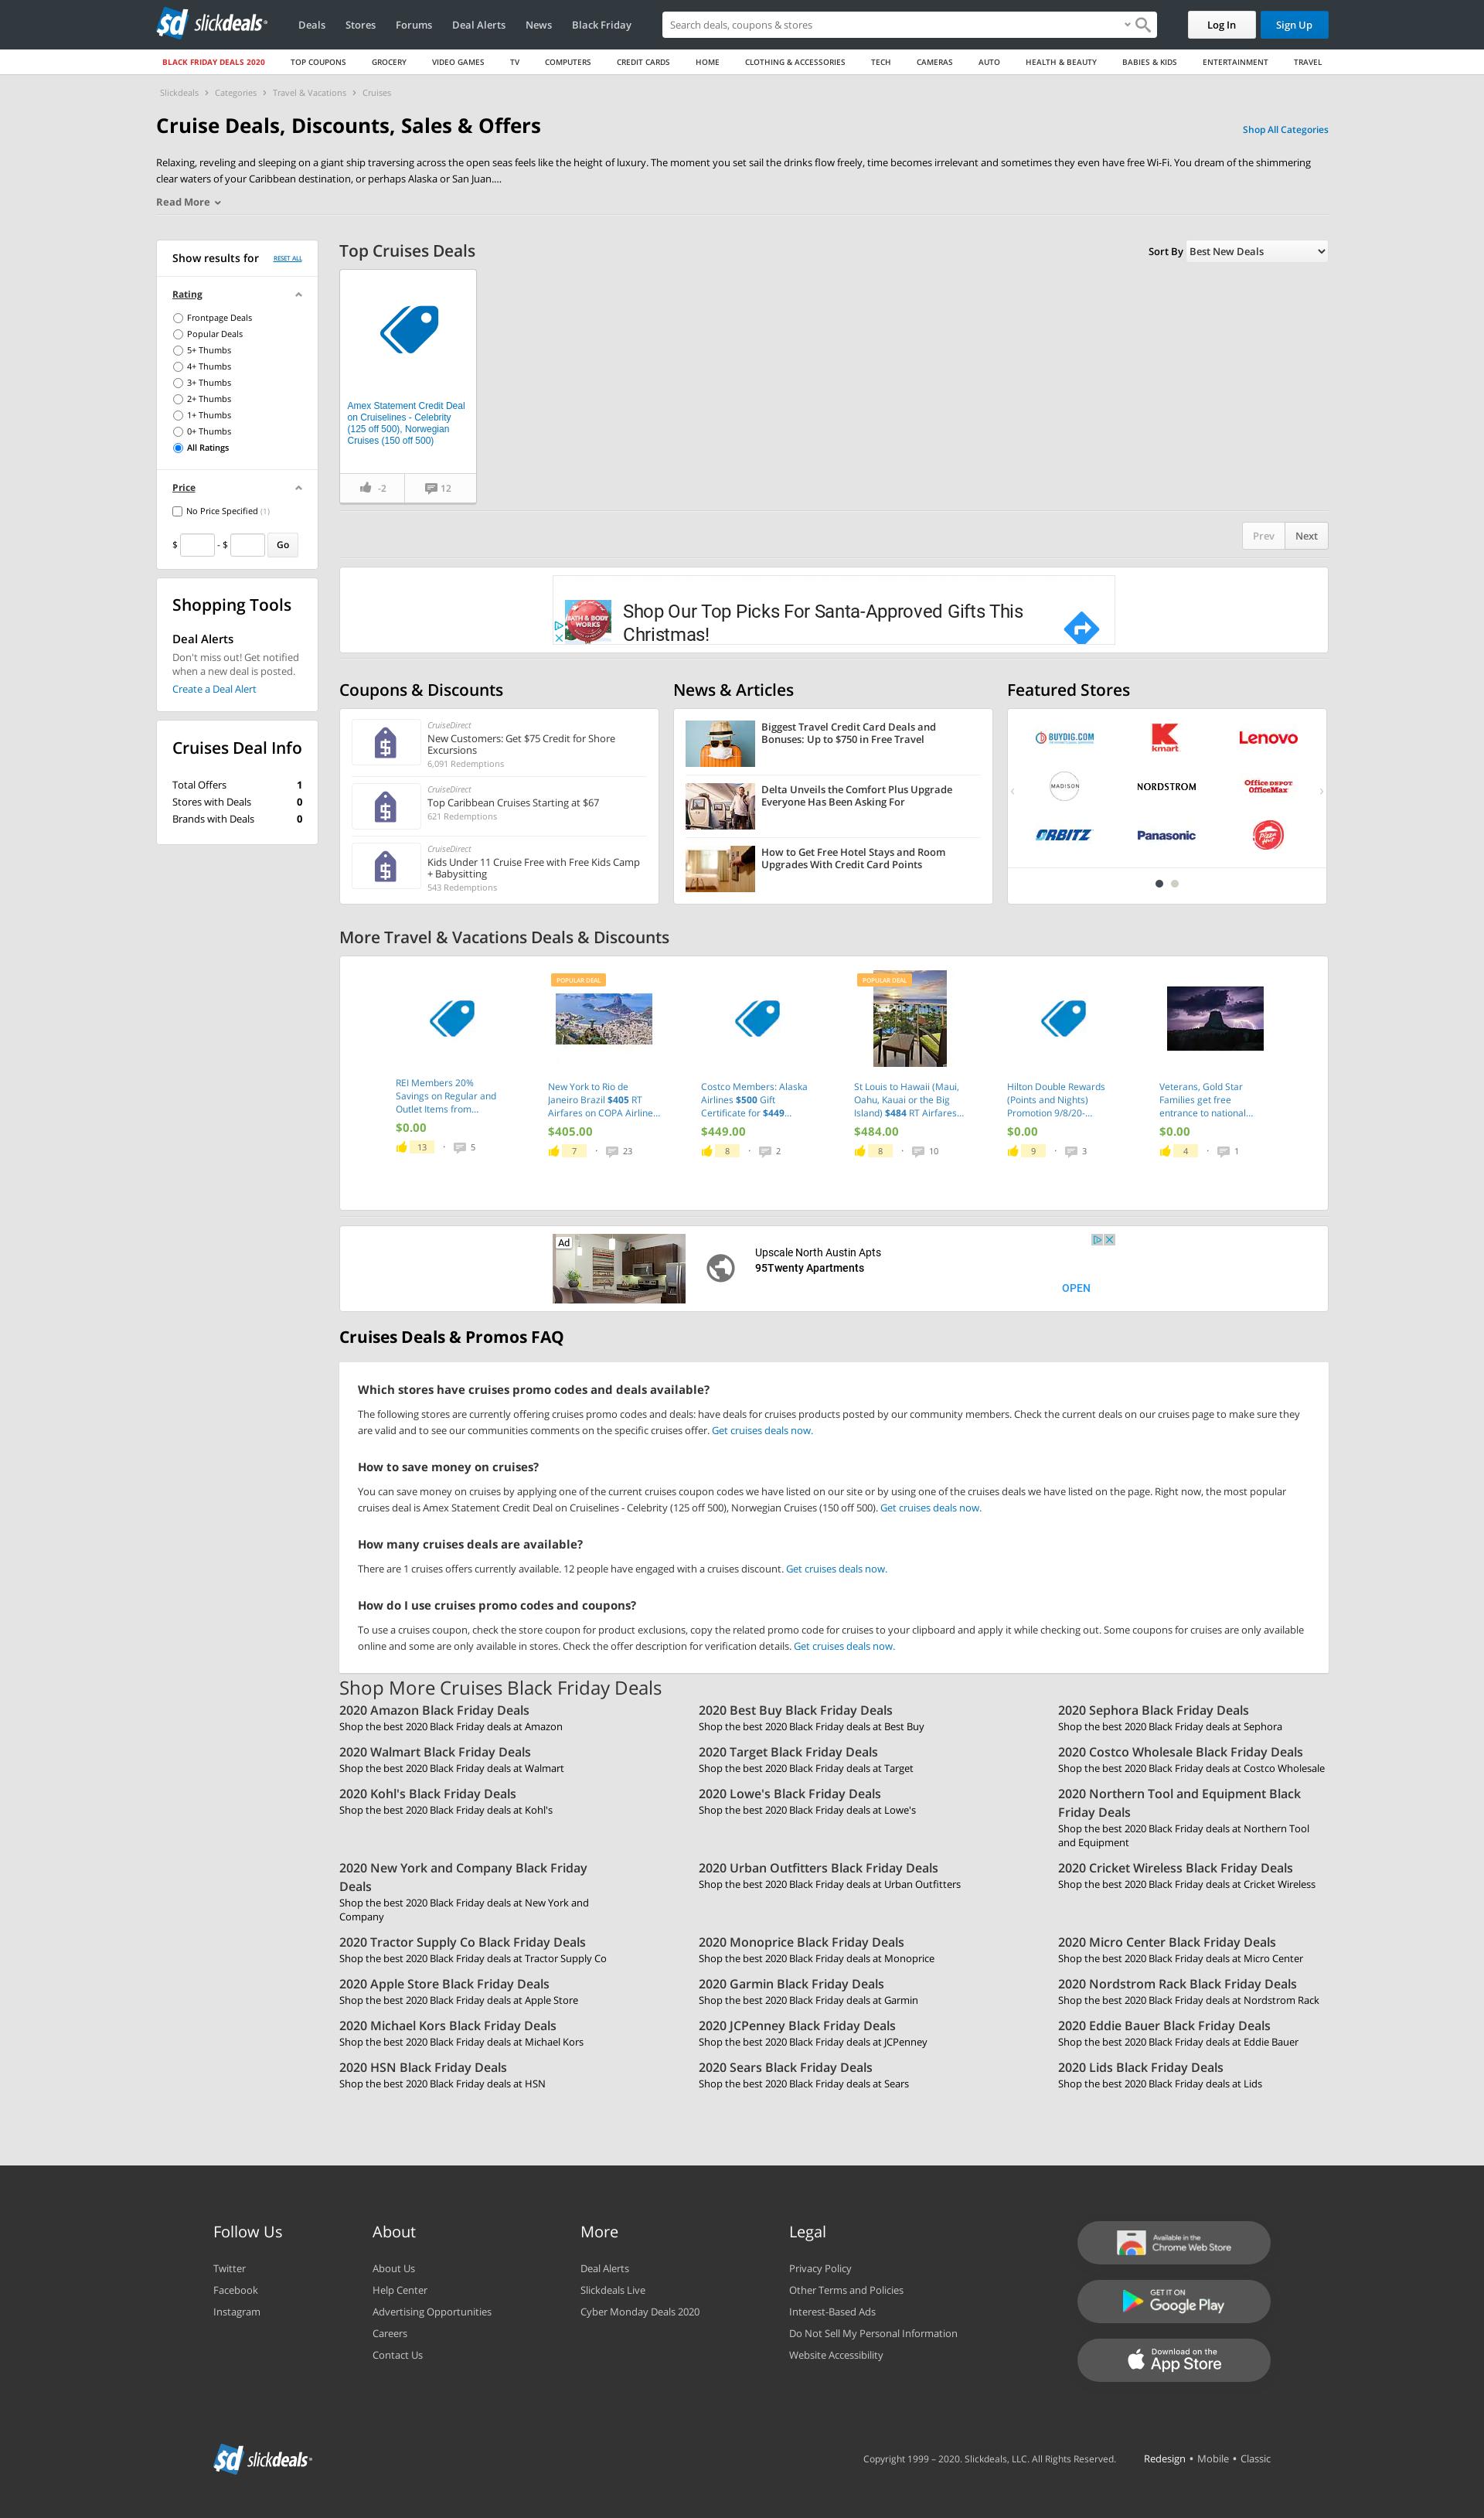 sd slickdeals
Deals
Stores
Forums
Deal Alerts
News
Black Friday
Search deals, coupons & stores
Log In
Sign Up
BLACK FRIDAY DEALS 2020
TOP COUPONS
GROCERY
VIDEO GAMES
TV
COMPUTERS
CREDIT CARDS
HOME
CLOTHING & ACCESSORIES
TECH
CAMERAS
AUTO
HEALTH & BEAUTY
BABIES & KIDS
ENTERTAINMENT
TRAVEL
Slickdeals > Categories > Travel & Vacations > Cruises
Cruise Deals, Discounts, Sales & Offers
Shop All Categories
Relaxing, reveling and sleeping on a giant ship traversing across the open seas feels like the height of luxury. The moment you set sail the drinks flow freely, time becomes irrelevant and sometimes they even have free Wi-Fi. You dream of the shimmering
clear waters of your Caribbean destination, or perhaps Alaska or San Juan....
Read More
Show results for
RESET ALL
Rating
Frontpage Deals
Popular Deals
5+ Thumbs
4+ Thumbs
3+ Thumbs
2+ Thumbs
1+ Thumbs
0+ Thumbs
All Ratings
Price
No Price Specified (1)
$ - $ Go
Shopping Tools
Deal Alerts
Don't miss out! Get notified
when a new deal is posted.
Create a Deal Alert
Cruises Deal Info
Total Offers 1
Stores with Deals 0
Brands with Deals 0
Top Cruises Deals
Sort By Best New Deals
Amex Statement Credit Deal
on Cruiselines - Celebrity
(125 off 500), Norwegian
Cruises (150 off 500)
-2
12
Prev
Next
BATH & BODY
WORKS
Shop Our Top Picks For Santa-Approved Gifts This
Christmas!
Coupons & Discounts
CruiseDirect
New Customers: Get $75 Credit for Shore
Excursions
6,091 Redemptions
CruiseDirect
Top Caribbean Cruises Starting at $67
621 Redemptions
CruiseDirect
Kids Under 11 Cruise Free with Free Kids Camp
+ Babysitting
543 Redemptions
News & Articles
Biggest Travel Credit Card Deals and
Bonuses: Up to $750 in Free Travel
Delta Unveils the Comfort Plus Upgrade
Everyone Has Been Asking For
How to Get Free Hotel Stays and Room
Upgrades With Credit Card Points
Featured Stores
BUYDIG.COM
kmart
Lenovo
MADISON
NORDSTROM
Office DEPOT
OfficeMax
ORBITZ
Panasonic
Pizza Hut
More Travel & Vacations Deals & Discounts
REI Members 20%
Savings on Regular and
Outlet Items from...
$0.00
13 · 5
POPULAR DEAL
New York to Rio de
Janeiro Brazil $405 RT
Airfares on COPA Airline...
$405.00
7 · 23
Costco Members: Alaska
Airlines $500 Gift
Certificate for $449...
$449.00
8 · 2
POPULAR DEAL
St Louis to Hawaii (Maui,
Oahu, Kauai or the Big
Island) $484 RT Airfares...
$484.00
8 · 10
Hilton Double Rewards
(Points and Nights)
Promotion 9/8/20-...
$0.00
9 · 3
Veterans, Gold Star
Families get free
entrance to national...
$0.00
4 · 1
Ad
Upscale North Austin Apts
95Twenty Apartments
OPEN
Cruises Deals & Promos FAQ
Which stores have cruises promo codes and deals available?
The following stores are currently offering cruises promo codes and deals: have deals for cruises products posted by our community members. Check the current deals on our cruises page to make sure they
are valid and to see our communities comments on the specific cruises offer. Get cruises deals now.
How to save money on cruises?
You can save money on cruises by applying one of the current cruises coupon codes we have listed on our site or by using one of the cruises deals we have listed on the page. Right now, the most popular
cruises deal is Amex Statement Credit Deal on Cruiselines - Celebrity (125 off 500), Norwegian Cruises (150 off 500). Get cruises deals now.
How many cruises deals are available?
There are 1 cruises offers currently available. 12 people have engaged with a cruises discount. Get cruises deals now.
How do I use cruises promo codes and coupons?
To use a cruises coupon, check the store coupon for product exclusions, copy the related promo code for cruises to your clipboard and apply it while checking out. Some coupons for cruises are only available
online and some are only available in stores. Check the offer description for verification details. Get cruises deals now.
Shop More Cruises Black Friday Deals
2020 Amazon Black Friday Deals
Shop the best 2020 Black Friday deals at Amazon
2020 Best Buy Black Friday Deals
Shop the best 2020 Black Friday deals at Best Buy
2020 Sephora Black Friday Deals
Shop the best 2020 Black Friday deals at Sephora
2020 Walmart Black Friday Deals
Shop the best 2020 Black Friday deals at Walmart
2020 Target Black Friday Deals
Shop the best 2020 Black Friday deals at Target
2020 Costco Wholesale Black Friday Deals
Shop the best 2020 Black Friday deals at Costco Wholesale
2020 Kohl's Black Friday Deals
Shop the best 2020 Black Friday deals at Kohl's
2020 Lowe's Black Friday Deals
Shop the best 2020 Black Friday deals at Lowe's
2020 Northern Tool and Equipment Black
Friday Deals
Shop the best 2020 Black Friday deals at Northern Tool
and Equipment
2020 New York and Company Black Friday
Deals
Shop the best 2020 Black Friday deals at New York and
Company
2020 Urban Outfitters Black Friday Deals
Shop the best 2020 Black Friday deals at Urban Outfitters
2020 Cricket Wireless Black Friday Deals
Shop the best 2020 Black Friday deals at Cricket Wireless
2020 Tractor Supply Co Black Friday Deals
Shop the best 2020 Black Friday deals at Tractor Supply Co
2020 Monoprice Black Friday Deals
Shop the best 2020 Black Friday deals at Monoprice
2020 Micro Center Black Friday Deals
Shop the best 2020 Black Friday deals at Micro Center
2020 Apple Store Black Friday Deals
Shop the best 2020 Black Friday deals at Apple Store
2020 Garmin Black Friday Deals
Shop the best 2020 Black Friday deals at Garmin
2020 Nordstrom Rack Black Friday Deals
Shop the best 2020 Black Friday deals at Nordstrom Rack
2020 Michael Kors Black Friday Deals
Shop the best 2020 Black Friday deals at Michael Kors
2020 JCPenney Black Friday Deals
Shop the best 2020 Black Friday deals at JCPenney
2020 Eddie Bauer Black Friday Deals
Shop the best 2020 Black Friday deals at Eddie Bauer
2020 HSN Black Friday Deals
Shop the best 2020 Black Friday deals at HSN
2020 Sears Black Friday Deals
Shop the best 2020 Black Friday deals at Sears
2020 Lids Black Friday Deals
Shop the best 2020 Black Friday deals at Lids
Follow Us
Twitter
Facebook
Instagram
About
About Us
Help Center
Advertising Opportunities
Careers
Contact Us
More
Deal Alerts
Slickdeals Live
Cyber Monday Deals 2020
Legal
Privacy Policy
Other Terms and Policies
Interest-Based Ads
Do Not Sell My Personal Information
Website Accessibility
Available in the
Chrome Web Store
GET IT ON
Google Play
Download on the
App Store
sd slickdeals
Copyright 1999 – 2020. Slickdeals, LLC. All Rights Reserved.
Redesign • Mobile • Classic